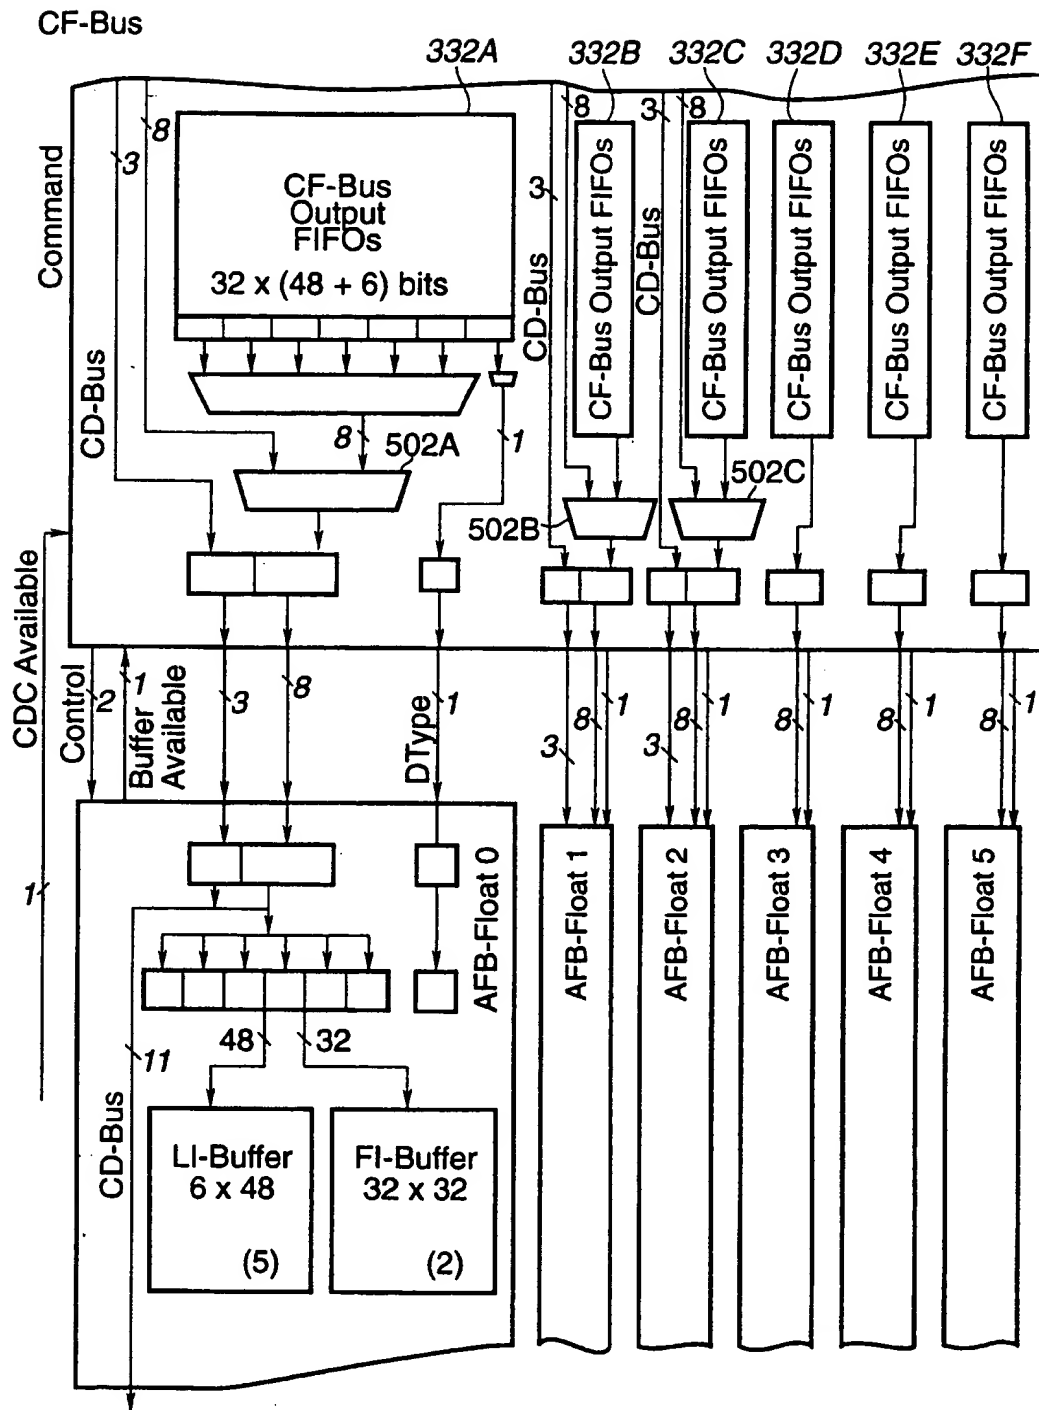 CF-Bus
332A
332B
332C
332D
332E
332F
Command
3
8
CF-Bus
Output
FIFOs
32 x (48 + 6) bits
CD-Bus
8
502A
1
3
8
CD-Bus
CF-Bus Output FIFOs
3
8
CD-Bus
CF-Bus Output FIFOs
CF-Bus Output FIFOs
CF-Bus Output FIFOs
CF-Bus Output FIFOs
502B
502C
CDC Available
1
Control
2
1
Buffer
Available
3
8
DType
1
3
8
1
3
8
1
8
1
8
1
8
1
AFB-Float 0
AFB-Float 1
AFB-Float 2
AFB-Float 3
AFB-Float 4
AFB-Float 5
48
32
11
CD-Bus
LI-Buffer
6 x 48
(5)
FI-Buffer
32 x 32
(2)